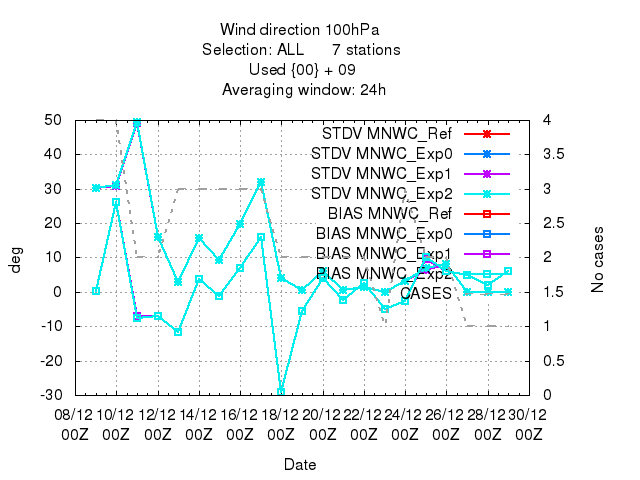 Wind direction 100hPa
Selection: ALL 7 stations
Used {00} + 09
Averaging window: 24h
50 4
STDV MNWC_Ref
40 3.5
STDV MNWC_Exp0
STDV MNWC_Exp1
30 3
STDV MNWC_Exp2
BIAS MNWC_Ref
20 2.5
BIAS MNWC_Exp0
deg
10 2
BIAS MNWC_Exp1
No cases
BIAS MNWC_Exp2
0 1.5
CASES
-10 1
-20 0.5
-30 0
08/12 10/12 12/12 14/12 16/12 18/12 20/12 22/12 24/12 26/12 28/12 30/12
00Z 00Z 00Z 00Z 00Z 00Z 00Z 00Z 00Z 00Z 00Z 00Z
Date